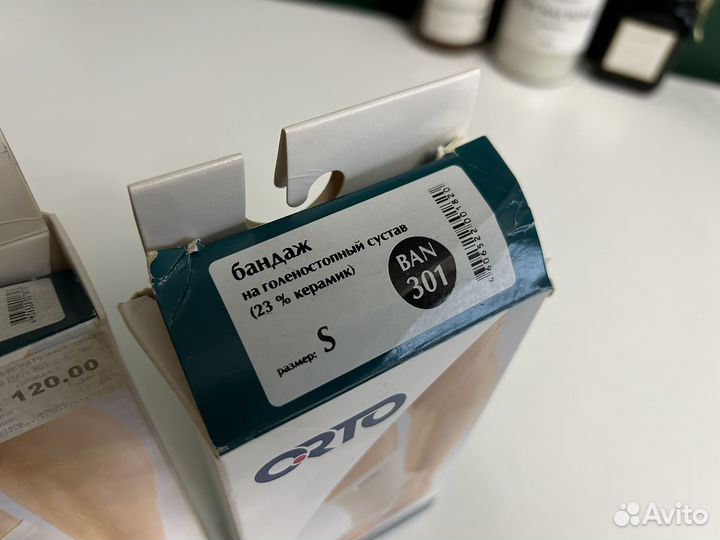 бандаж
на голеностопный сустав
(23 % керамик)
размер: S
BAN
301
ORTO
120.00
Avito